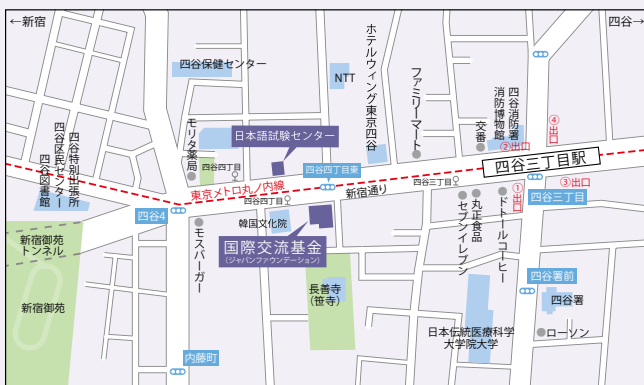 ←新宿
四谷→
四谷保健センター
NTT
ホテルウィング東京四谷
ファミリーマート
交番
消防博物館
四谷消防署
④出口
②出口
四谷三丁目駅
③出口
①出口
四谷三丁目
モリタ薬局
日本語試験センター
四谷四丁目
四谷四丁目東
東京メトロ丸ノ内線
新宿通り
四谷三丁目
四谷四丁目
四谷特別出張所
四谷区民センター
四谷図書館
四谷4
新宿御苑
トンネル
新宿御苑
モスバーガー
韓国文化院
国際交流基金
(ジャパンファウンデーション)
長善寺
(笹寺)
セブンイレブン
丸正食品
ドトールコーヒー
四谷署前
四谷署
ローソン
日本伝統医療科学
大学院大学
内藤町